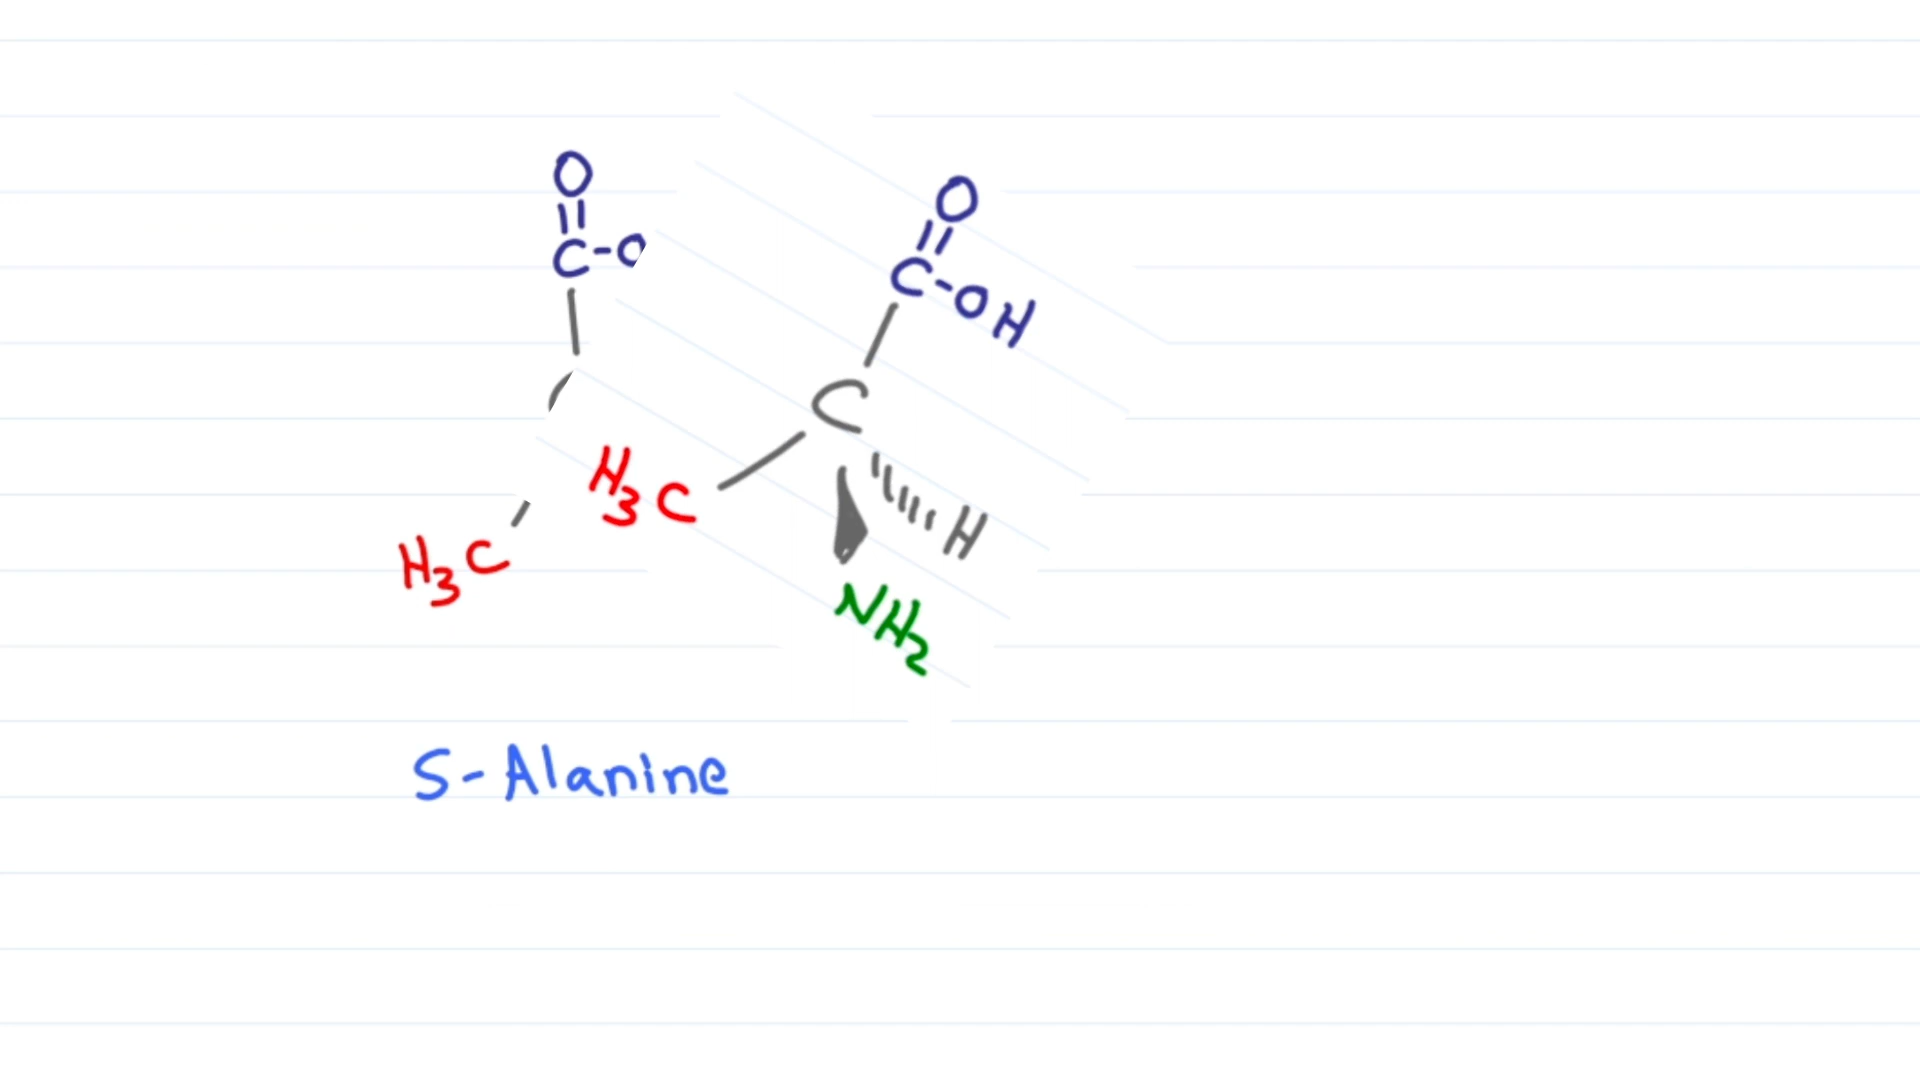 O
C-O
H3C
O
C-OH
C
H3C
H
NH2
S-Alanine